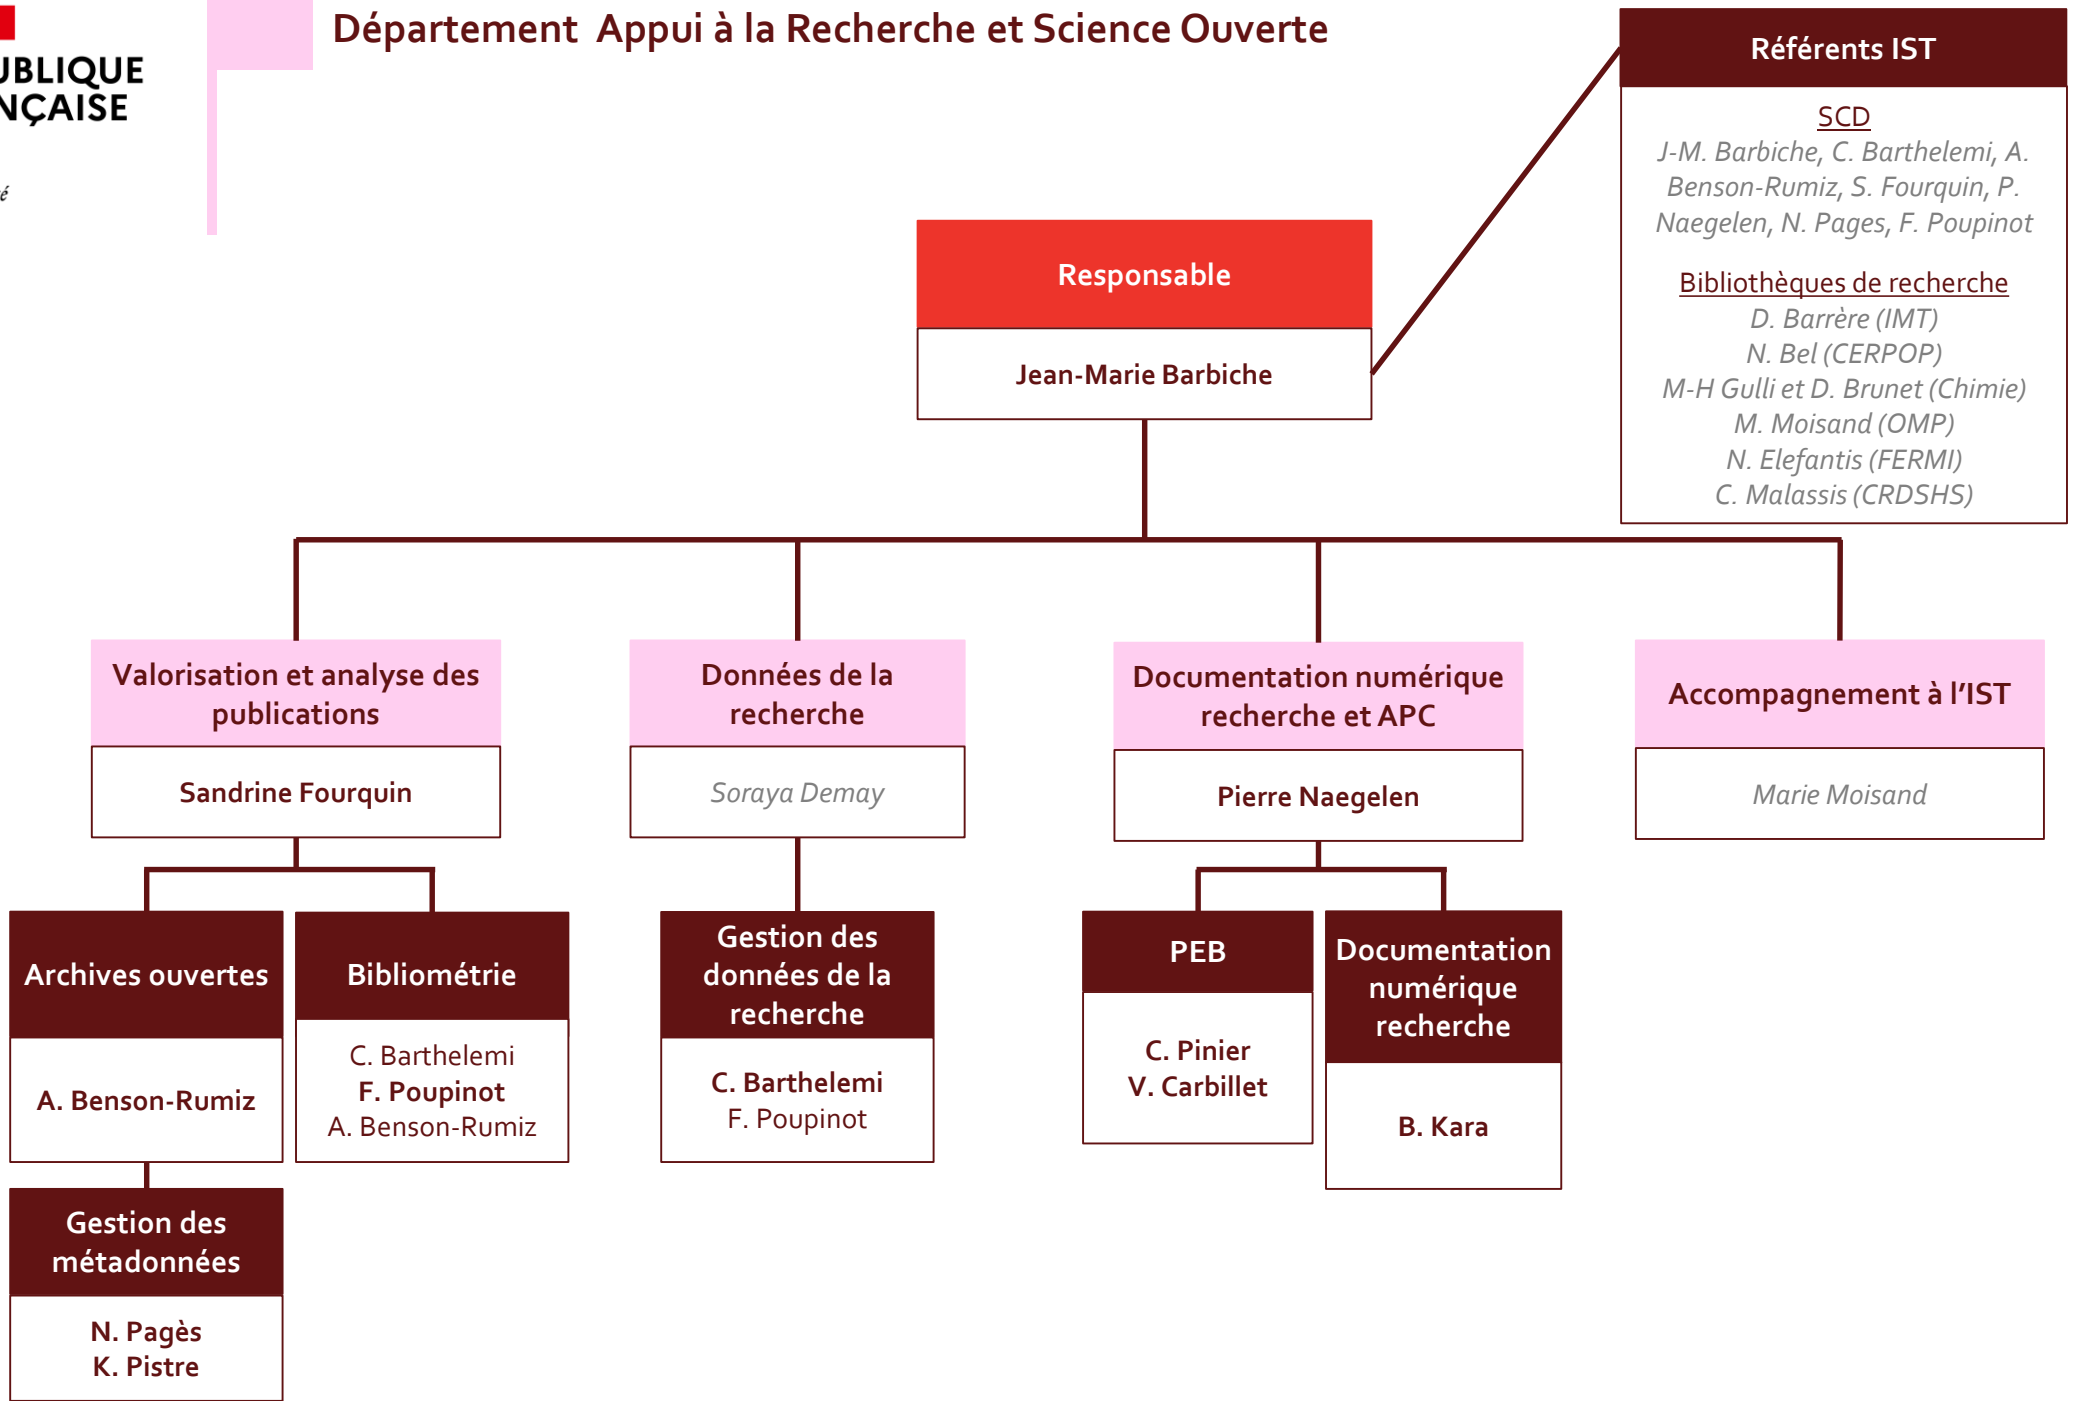 UBLIQUE
NÇAISE
é
Département Appui à la Recherche et Science Ouverte
Référents IST
SCD
J-M. Barbiche, C. Barthelemi, A.
Benson-Rumiz, S. Fourquin, P.
Naegelen, N. Pages, F. Poupinot
Bibliothèques de recherche
D. Barrère (IMT)
N. Bel (CERPOP)
M-H Gulli et D. Brunet (Chimie)
M. Moisand (OMP)
N. Elefantis (FERMI)
C. Malassis (CRDSHS)
Responsable
Jean-Marie Barbiche
Valorisation et analyse des
publications
Sandrine Fourquin
Données de la
recherche
Soraya Demay
Documentation numérique
recherche et APC
Pierre Naegelen
Accompagnement à l’IST
Marie Moisand
Archives ouvertes
A. Benson-Rumiz
Bibliométrie
C. Barthelemi
F. Poupinot
A. Benson-Rumiz
Gestion des
données de la
recherche
C. Barthelemi
F. Poupinot
PEB
C. Pinier
V. Carbillet
Documentation
numérique
recherche
B. Kara
Gestion des
métadonnées
N. Pagès
K. Pistre